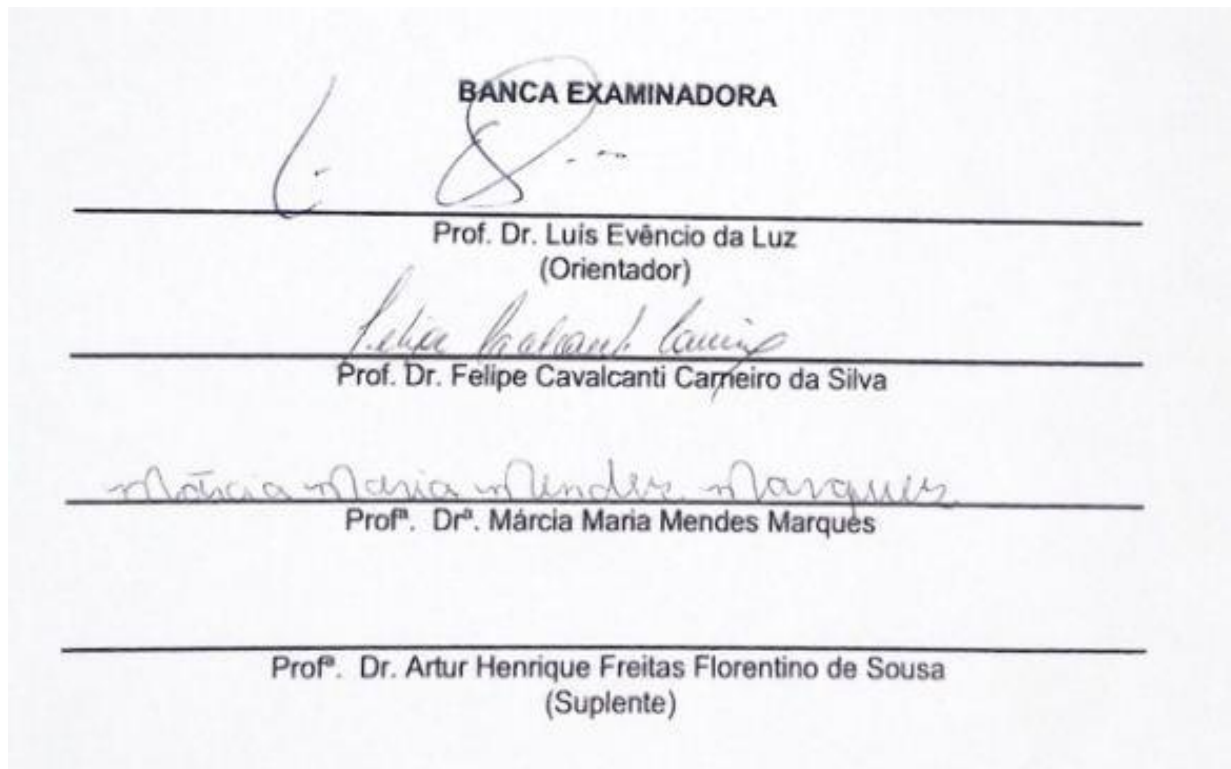 BANCA EXAMINADORA
Prof. Dr. Luís Evêncio da Luz
(Orientador)
Felipe Cavalcanti Carneiro
Prof. Dr. Felipe Cavalcanti Carneiro da Silva
Márcia Maria Mendes Marques
Profª. Drª. Márcia Maria Mendes Marques
Profª. Dr. Artur Henrique Freitas Florentino de Sousa
(Suplente)